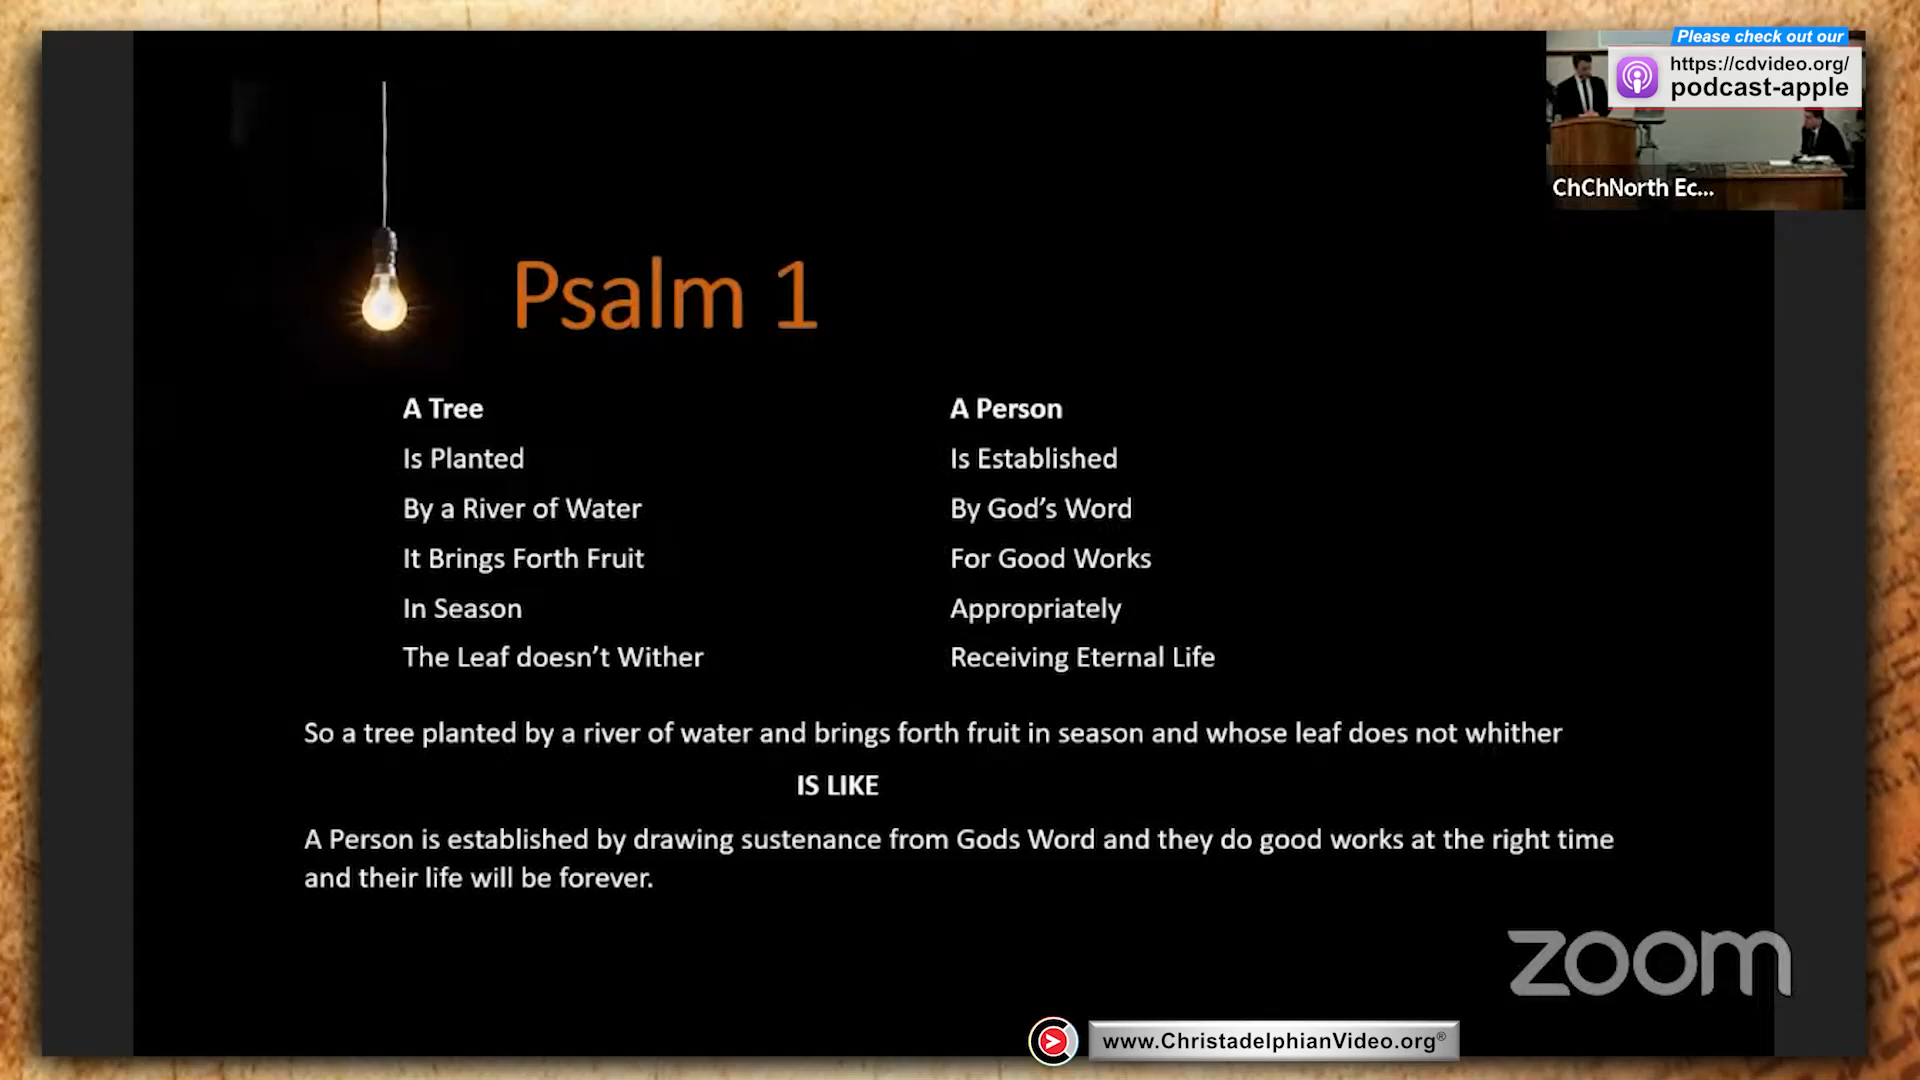 Please check out our
https://cdvideo.org/
podcast-apple
ChChNorth Ec...
Psalm 1
A Tree
A Person
Is Planted
Is Established
By a River of Water
By God’s Word
It Brings Forth Fruit
For Good Works
In Season
Appropriately
The Leaf doesn’t Wither
Receiving Eternal Life
So a tree planted by a river of water and brings forth fruit in season and whose leaf does not whither
IS LIKE
A Person is established by drawing sustenance from Gods Word and they do good works at the right time
and their life will be forever.
zoom
www.ChristadelphianVideo.org®